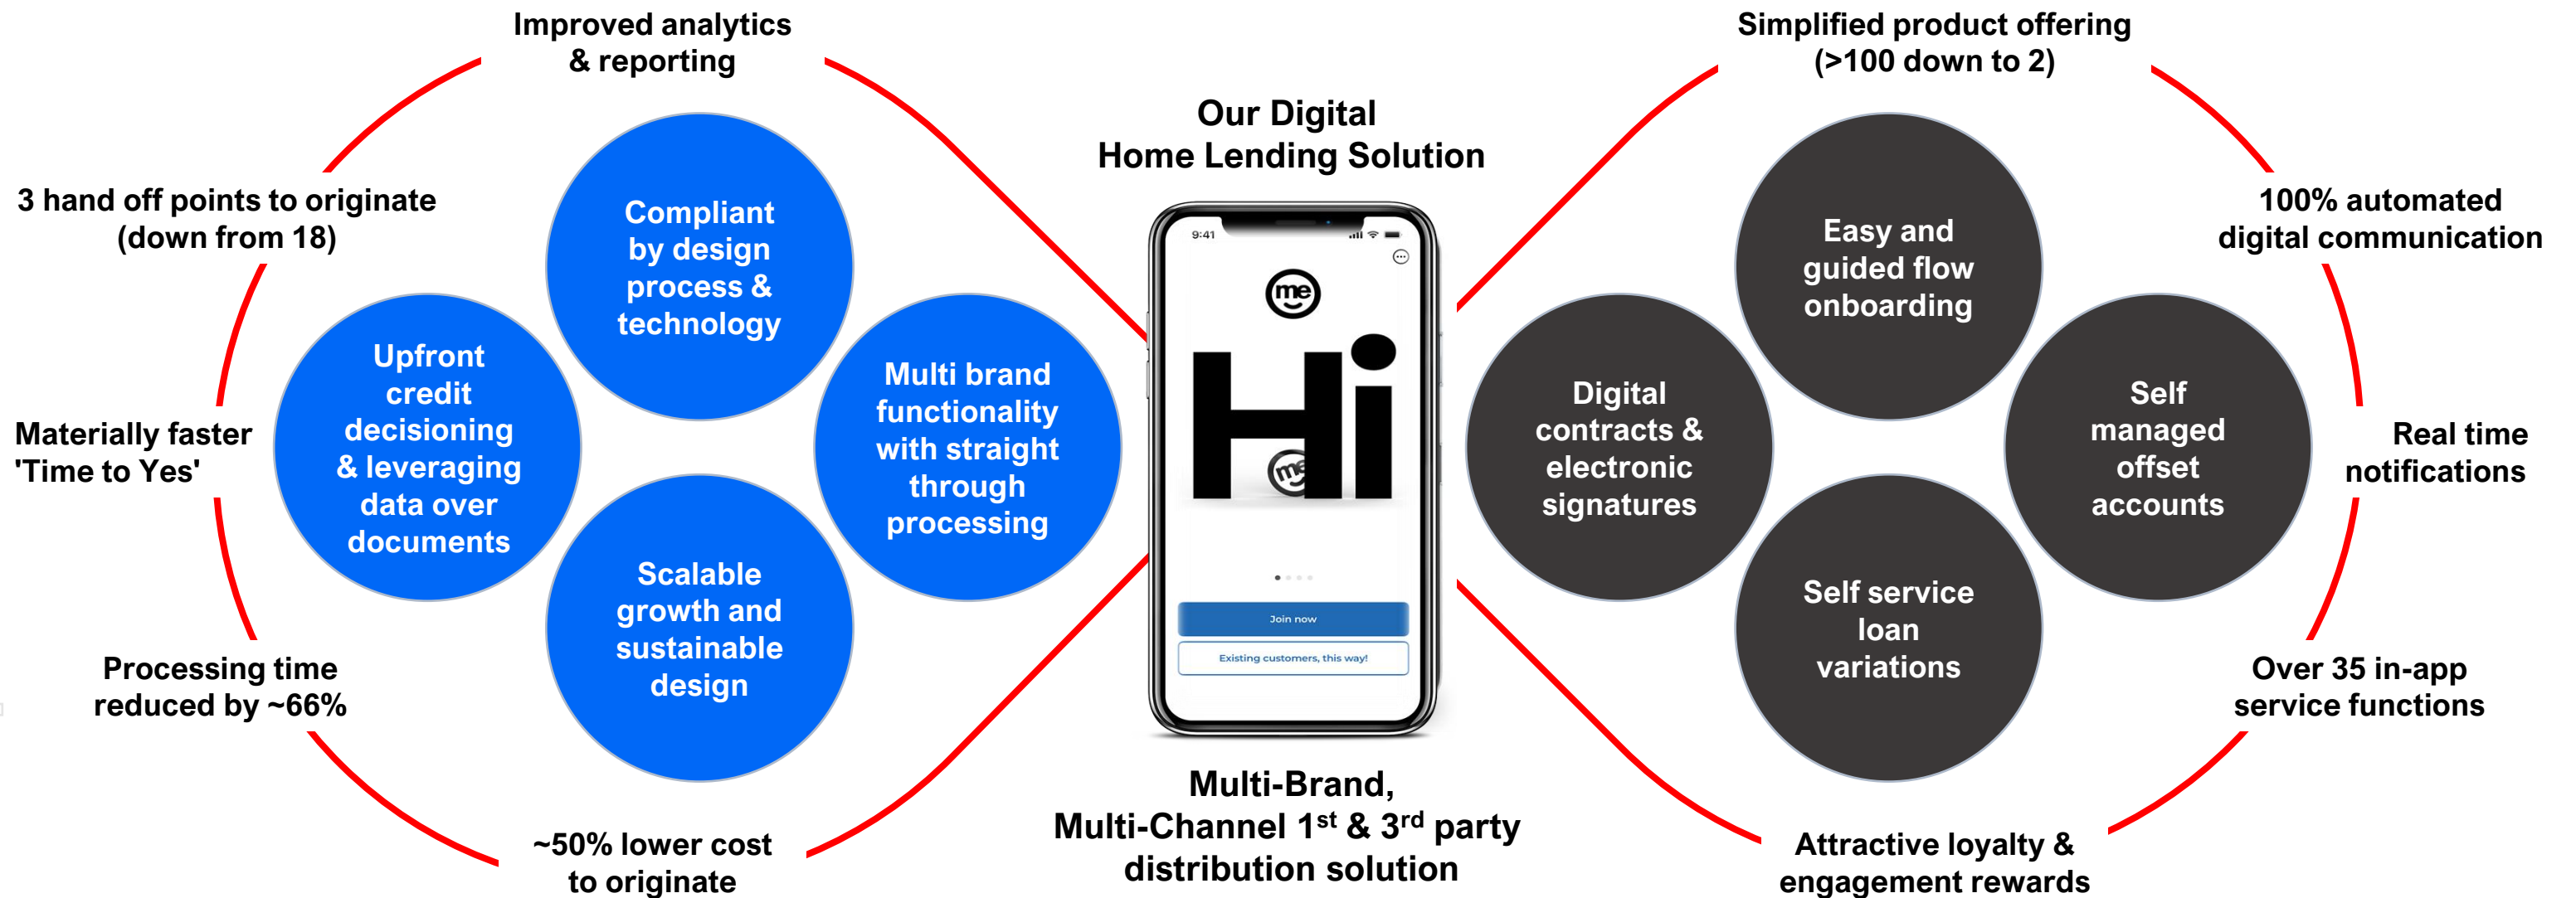 Improved analytics
& reporting
3 hand off points to originate
(down from 18)
Materially faster
'Time to Yes'
Processing time
reduced by ~66%
~50% lower cost
to originate
Compliant
by design
process &
technology
Upfront
credit
decisioning
& leveraging
data over
documents
Multi brand
functionality
with straight
through
processing
Scalable
growth and
sustainable
design
Our Digital
Home Lending Solution
9:41
me
Hi
me
Join now
Existing customers, this way!
Multi-Brand,
Multi-Channel 1st & 3rd party
distribution solution
Simplified product offering
(>100 down to 2)
Easy and
guided flow
onboarding
Digital
contracts &
electronic
signatures
Self
managed
offset
accounts
Self service
loan
variations
100% automated
digital communication
Real time
notifications
Over 35 in-app
service functions
Attractive loyalty &
engagement rewards